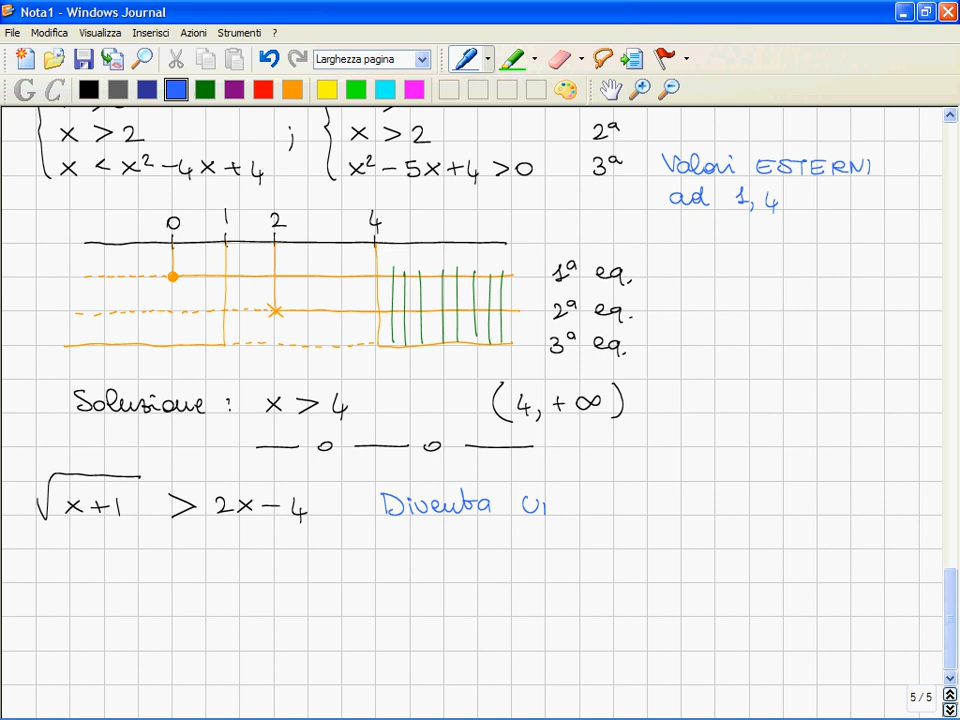 Nota1 - Windows Journal
File Modifica Visualizza Inserisci Azioni Strumenti ?
Larghezza pagina
G C
x > 2 ; x > 2 2ª
x < x² - 4x + 4 x² - 5x + 4 > 0 3ª Valori ESTERNI
ad 1, 4
0 1 2 4
1ª eq.
2ª eq.
3ª eq.
Soluzione : x > 4 (4, + ∞)
√x+1 > 2x - 4 Diventa
5 / 5